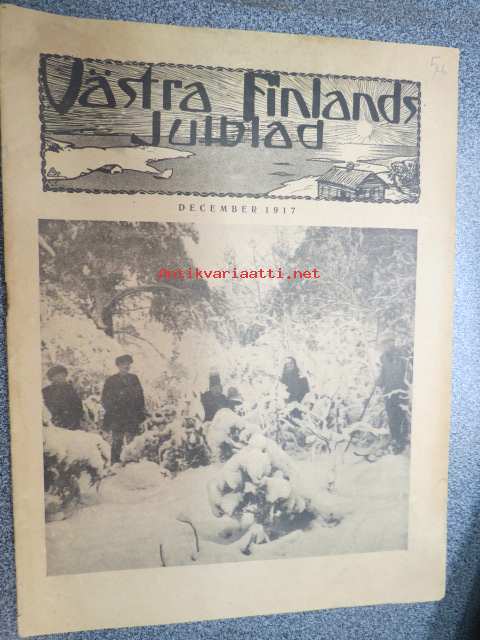 Västra Finlands
Julblad
DECEMBER 1917
Antikvariaatti.net